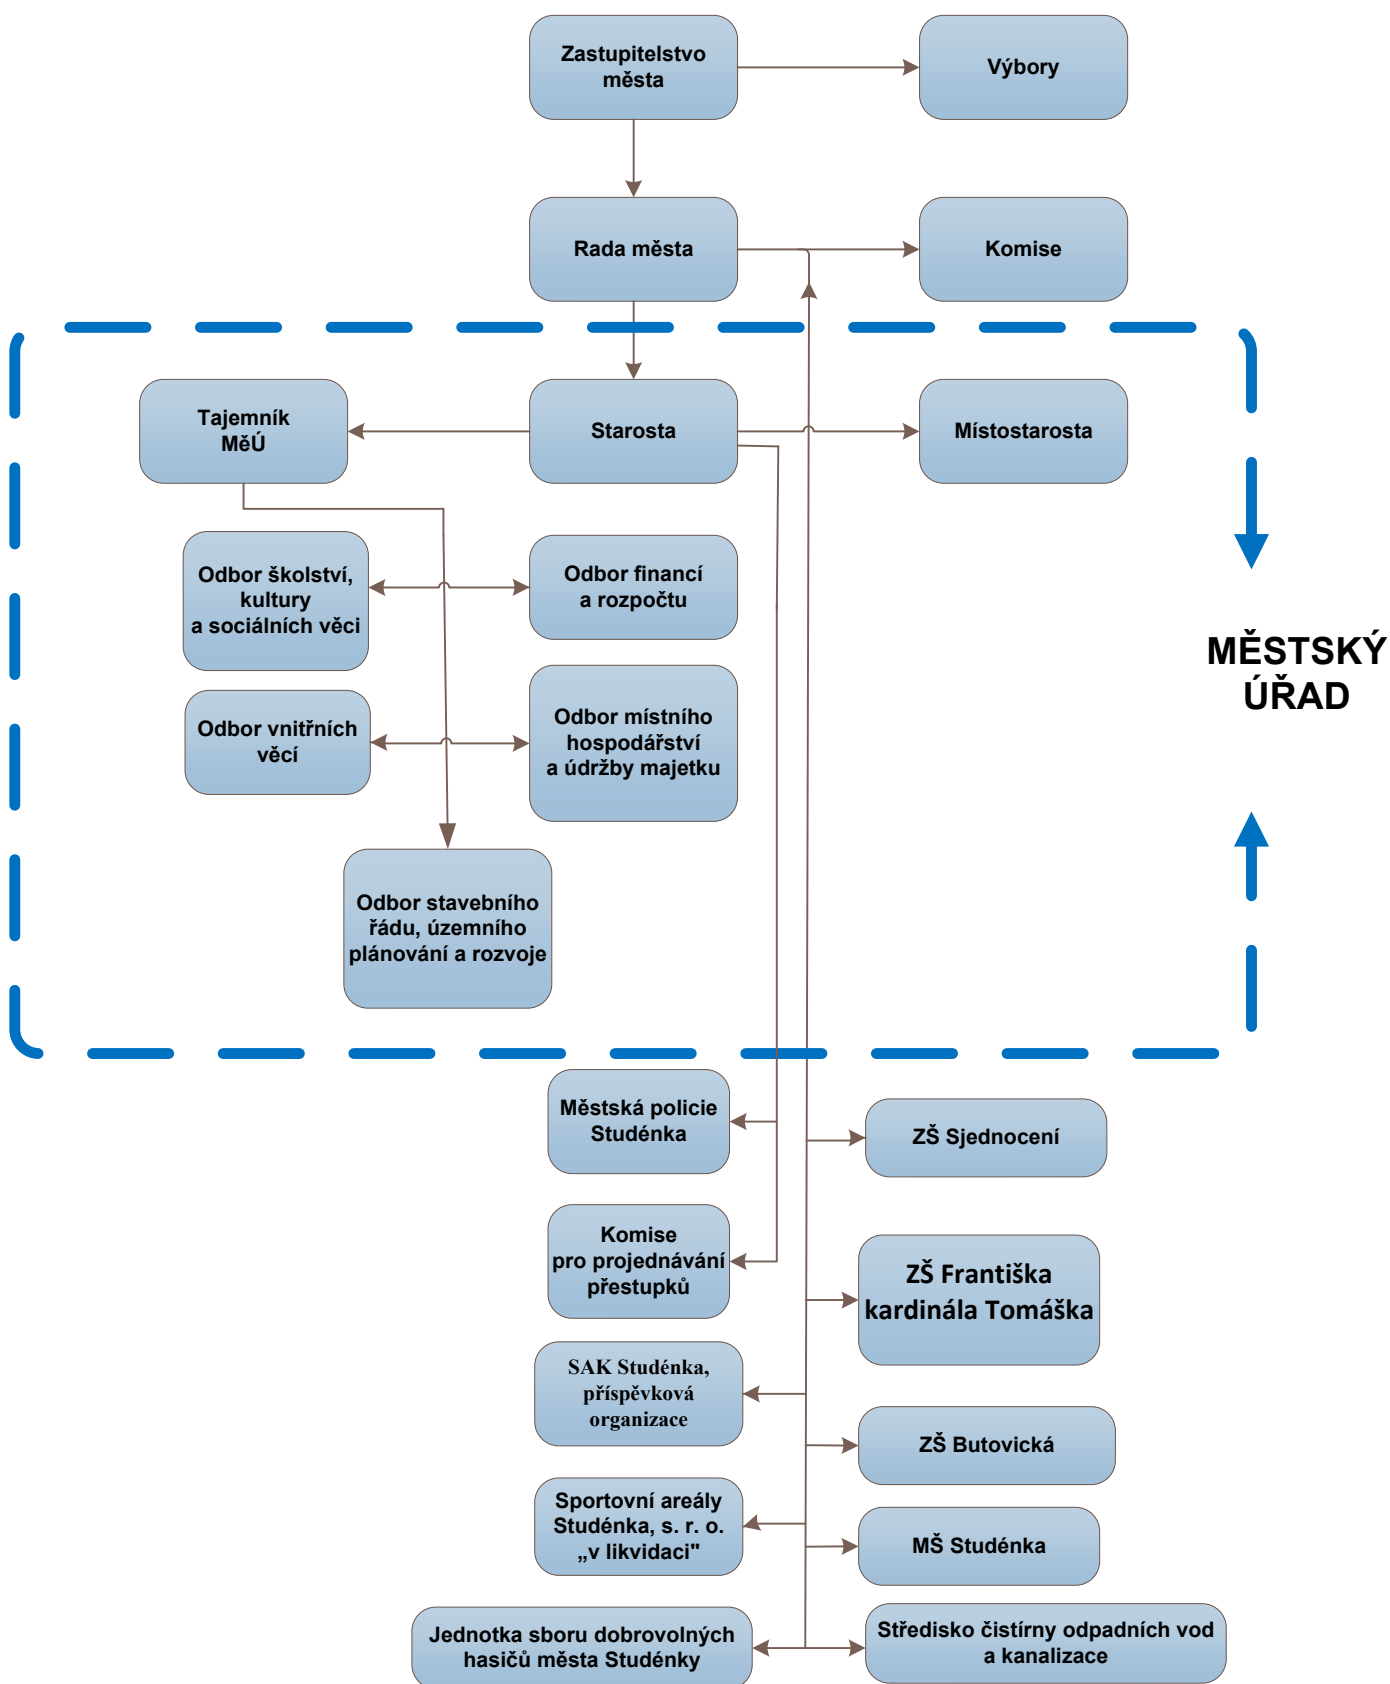 Zastupitelstvo
města
Výbory
Rada města
Komise
Tajemník
MěÚ
Starosta
Místostarosta
Odbor školství,
kultury
a sociálních věci
Odbor financí
a rozpočtu
MĚSTSKÝ
ÚŘAD
Odbor vnitřních
věcí
Odbor místního
hospodářství
a údržby majetku
Odbor stavebního
řádu, územního
plánování a rozvoje
Městská policie
Studénka
ZŠ Sjednocení
Komise
pro projednávání
přestupků
ZŠ Františka
kardinála Tomáška
SAK Studénka,
příspěvková
organizace
ZŠ Butovická
Sportovní areály
Studénka, s. r. o.
„v likvidaci"
MŠ Studénka
Jednotka sboru dobrovolných
hasičů města Studénky
Středisko čistírny odpadních vod
a kanalizace